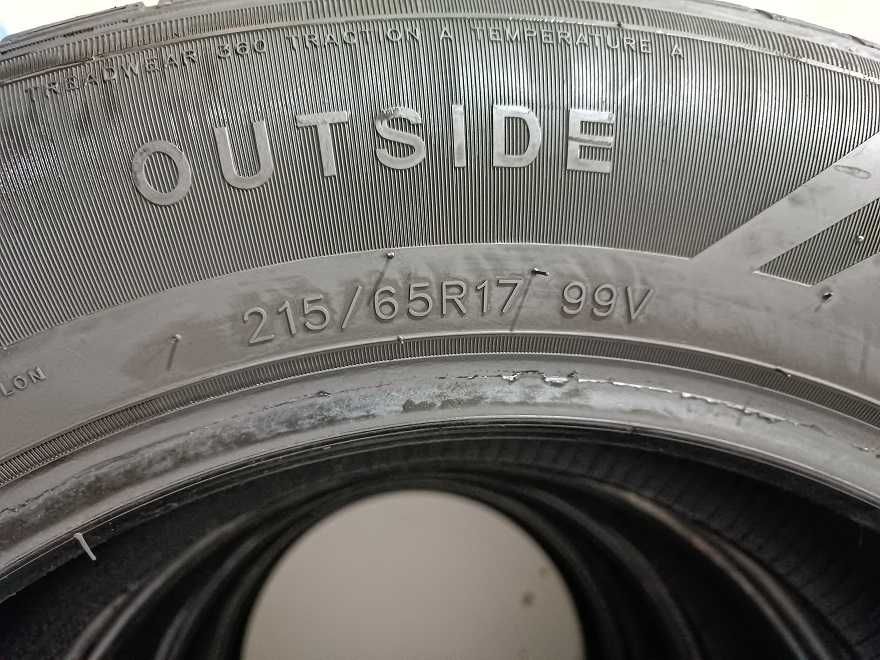 TREADWEAR 360 TRACTION A TEMPERATURE A
OUTSIDE
215/65R17 99V